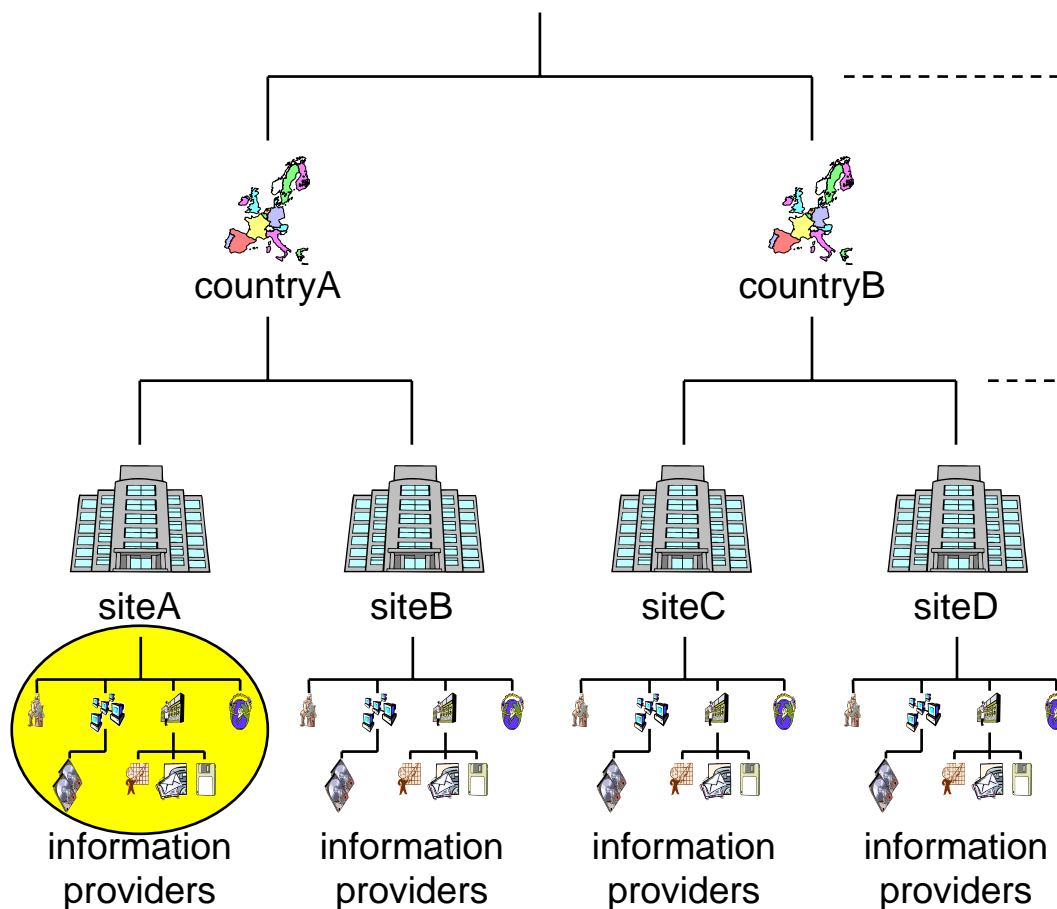 countryA
countryB
siteA
siteB
siteC
siteD
information
providers
information
providers
information
providers
information
providers